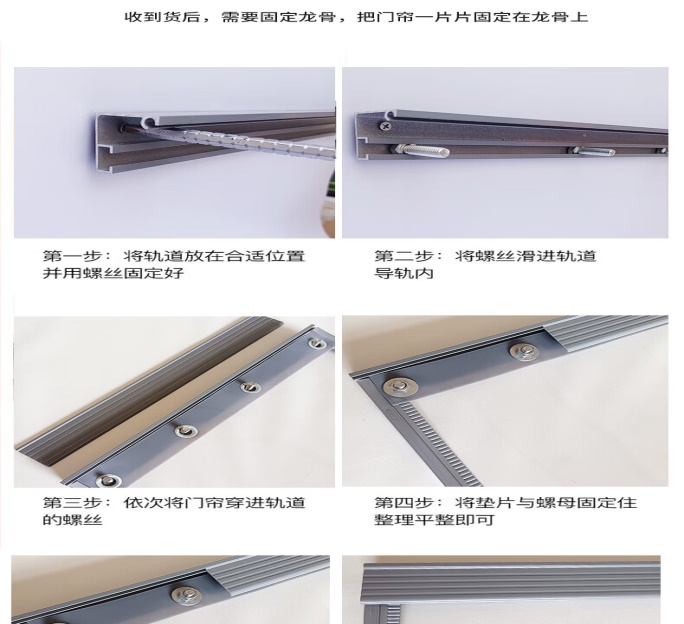 收到货后，需要固定龙骨，把门帘一片片固定在龙骨上
第一步：将轨道放在合适位置
并用螺丝固定好
第二步：将螺丝滑进轨道
导轨内
第三步：依次将门帘穿进轨道
的螺丝
第四步：将垫片与螺母固定住
整理平整即可